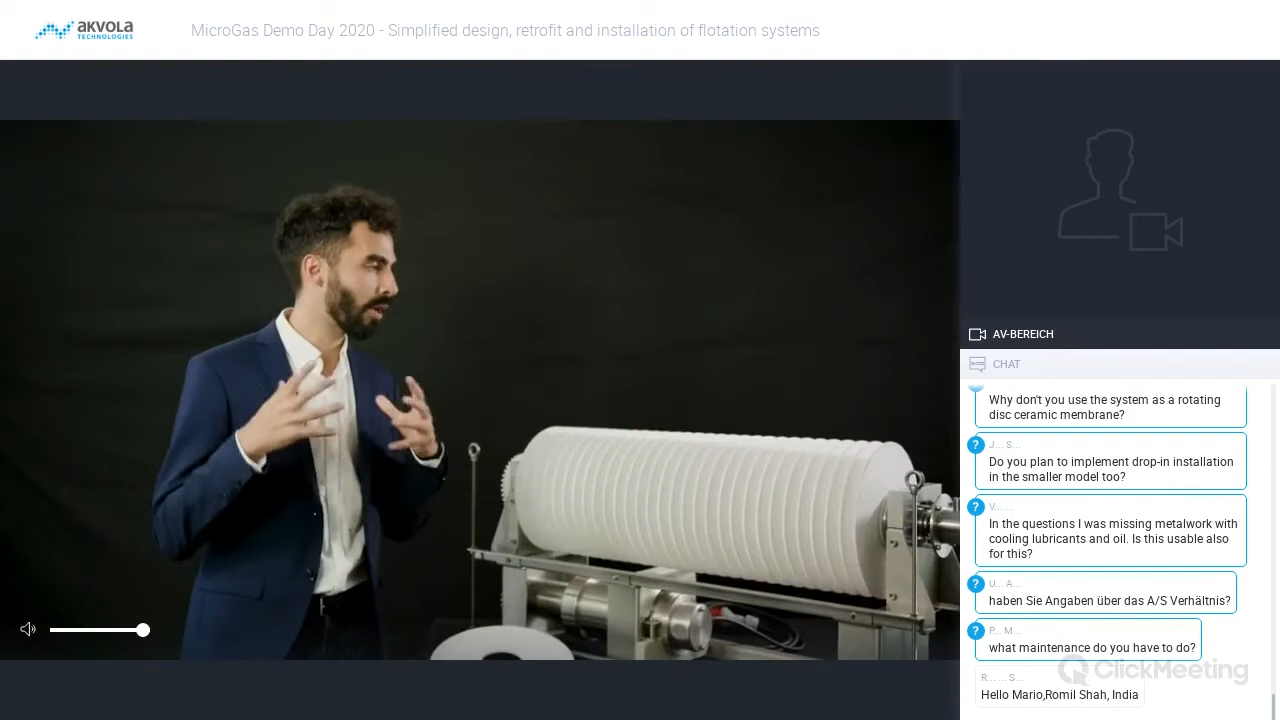 akvola
TECHNOLOGIES
MicroGas Demo Day 2020 - Simplified design, retrofit and installation of flotation systems
AV-BEREICH
CHAT
Why don't you use the system as a rotating
disc ceramic membrane?
?
J... S...
Do you plan to implement drop-in installation
in the smaller model too?
?
V... ...
In the questions I was missing metalwork with
cooling lubricants and oil. Is this usable also
for this?
?
U... A...
haben Sie Angaben über das A/S Verhältnis?
?
P... M...
what maintenance do you have to do?
ClickMeeting
R... ... S...
Hello Mario,Romil Shah, India